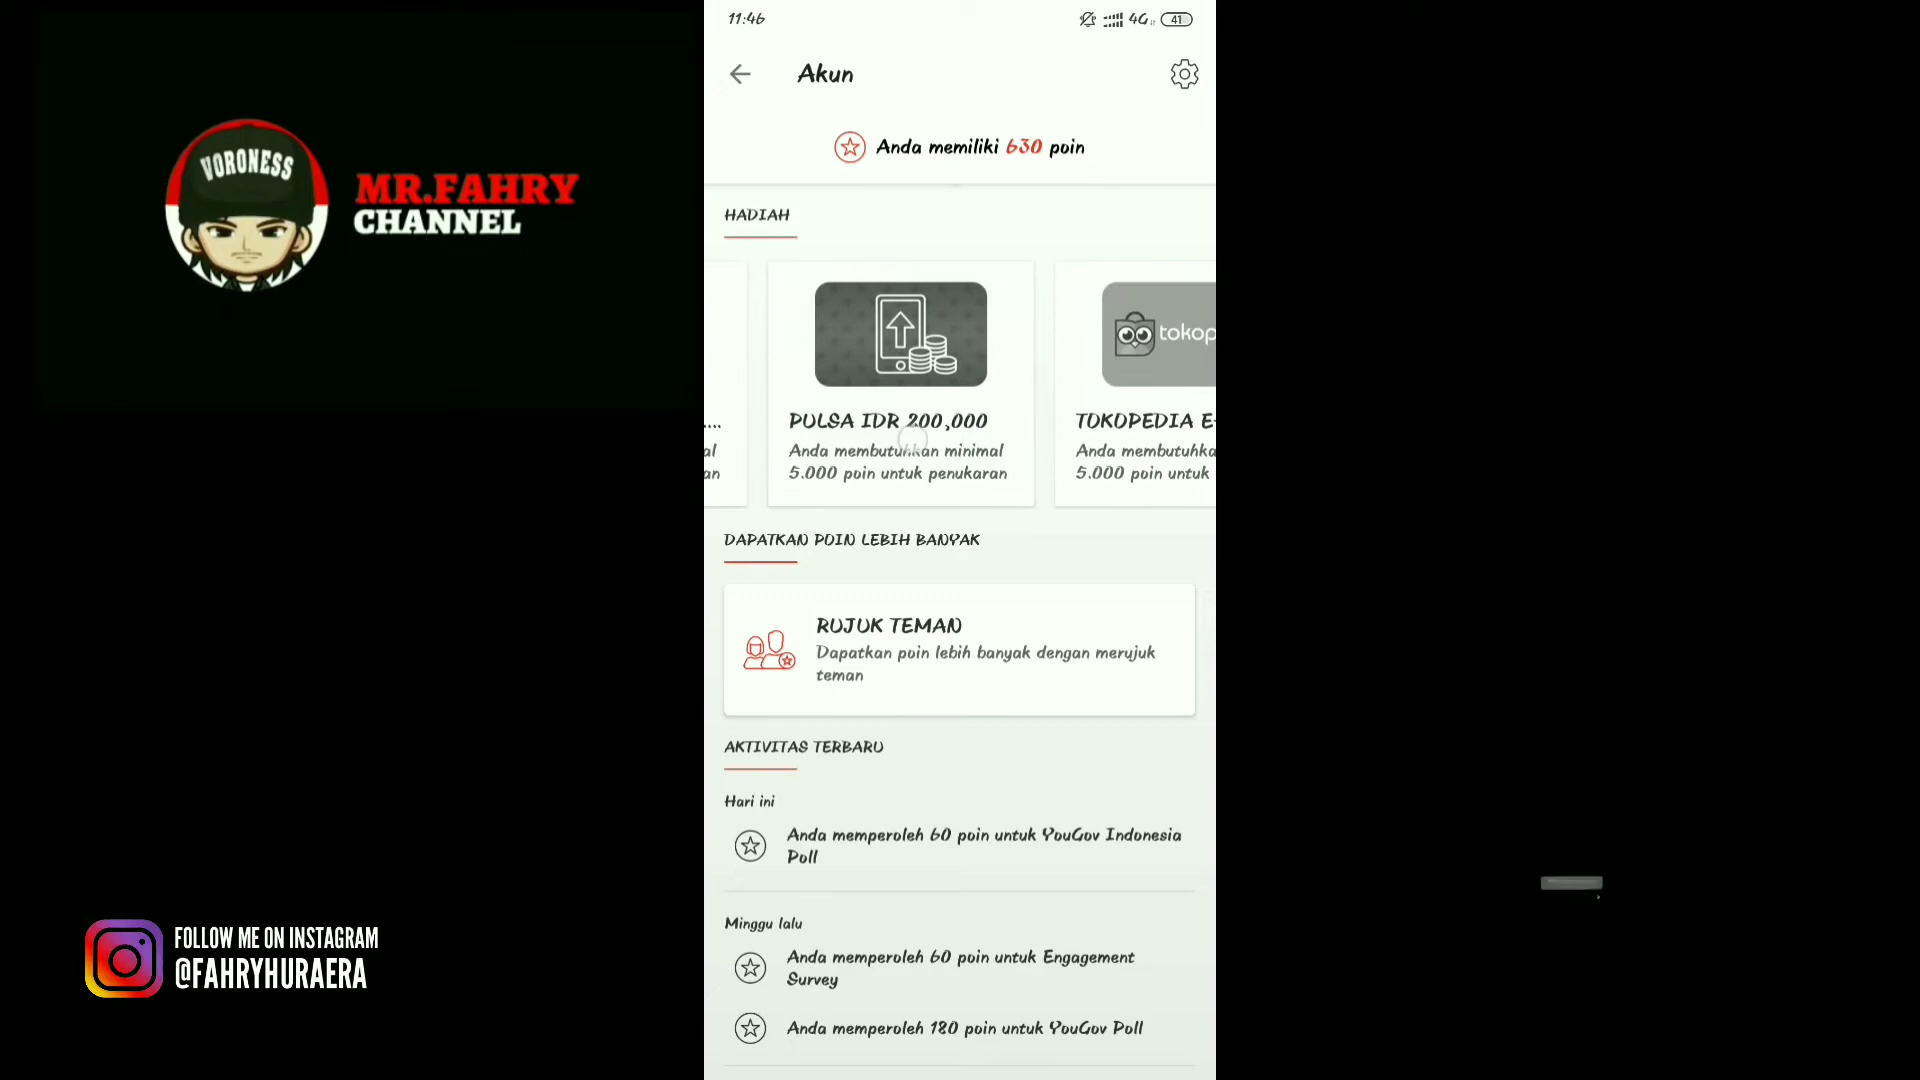 VORONESS
MR.FAHRY
CHANNEL
FOLLOW ME ON INSTAGRAM
@FAHRYHURAERA
11:46
4G
41
Akun
Anda memiliki 630 poin
HADIAH
....
al
an
PULSA IDR 200,000
Anda membutuhkan minimal
5.000 poin untuk penukaran
tokop
TOKOPEDIA E-
Anda membutuhka
5.000 poin untuk
DAPATKAN POIN LEBIH BANYAK
RUJUK TEMAN
Dapatkan poin lebih banyak dengan merujuk
teman
AKTIVITAS TERBARU
Hari ini
Anda memperoleh 60 poin untuk YouGov Indonesia
Poll
Minggu lalu
Anda memperoleh 60 poin untuk Engagement
Survey
Anda memperoleh 180 poin untuk YouGov Poll